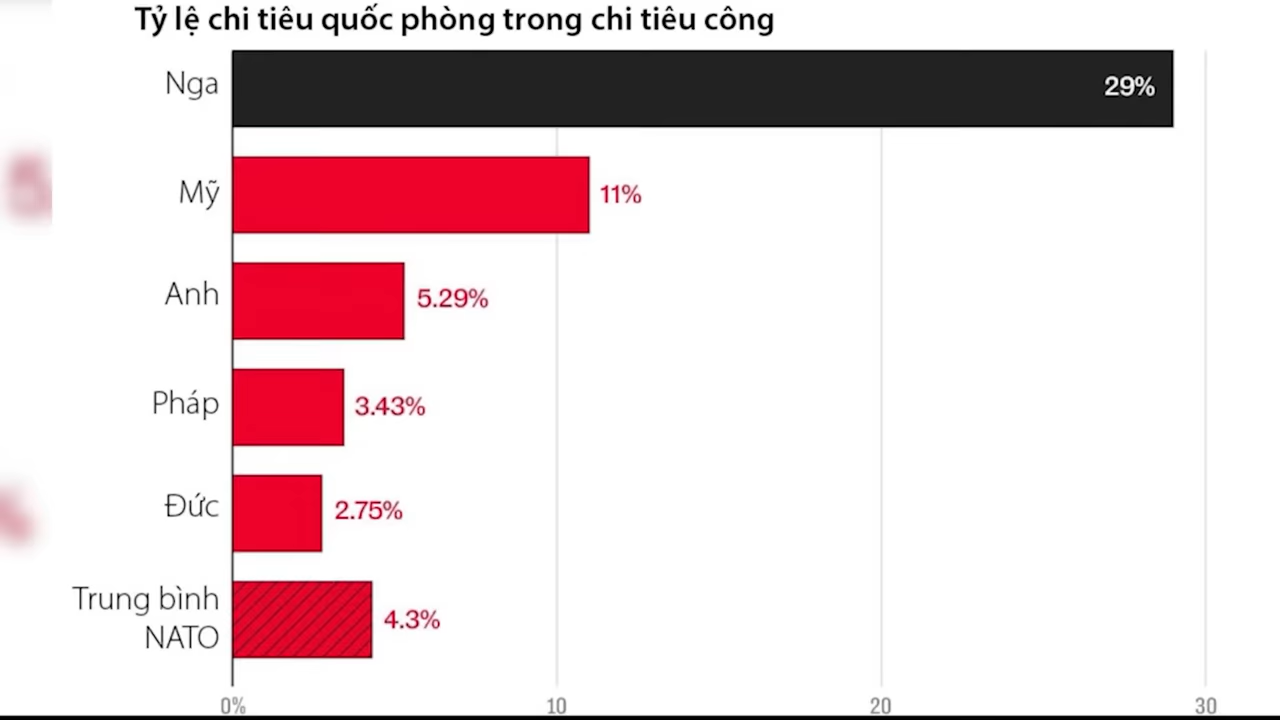 Tỷ lệ chi tiêu quốc phòng trong chi tiêu công
Nga
29%
Mỹ
11%
Anh
5.29%
Pháp
3.43%
Đức
2.75%
Trung bình
NATO
4.3%
0%
10
20
30